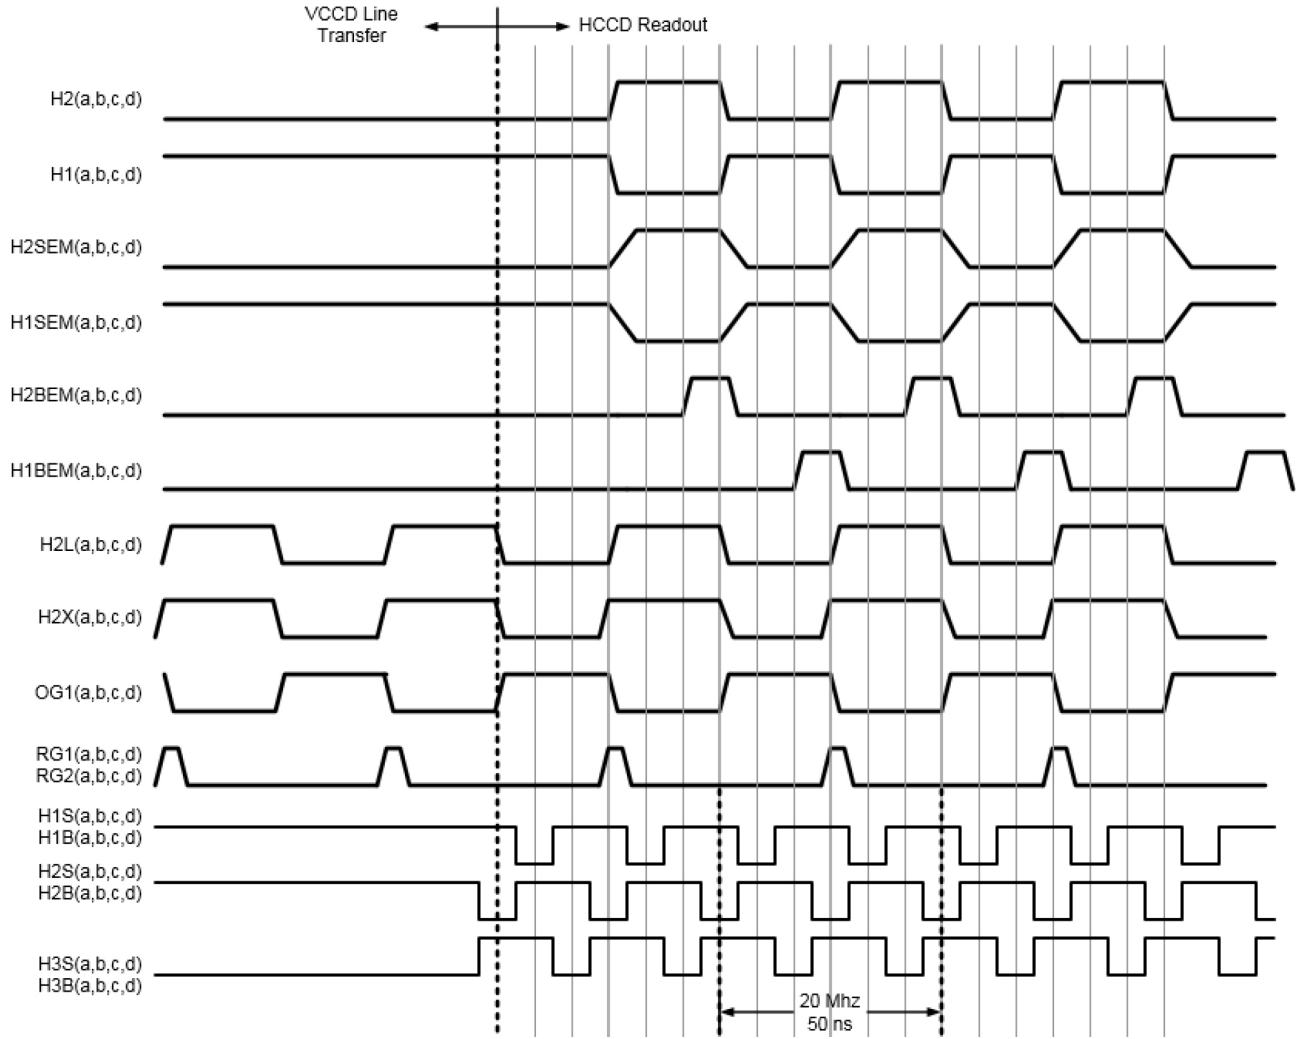 VCCD Line
Transfer
HCCD Readout
H2(a,b,c,d)
H1(a,b,c,d)
H2SEM(a,b,c,d)
H1SEM(a,b,c,d)
H2BEM(a,b,c,d)
H1BEM(a,b,c,d)
H2L(a,b,c,d)
H2X(a,b,c,d)
OG1(a,b,c,d)
RG1(a,b,c,d)
RG2(a,b,c,d)
H1S(a,b,c,d)
H1B(a,b,c,d)
H2S(a,b,c,d)
H2B(a,b,c,d)
H3S(a,b,c,d)
H3B(a,b,c,d)
20 Mhz
50 ns